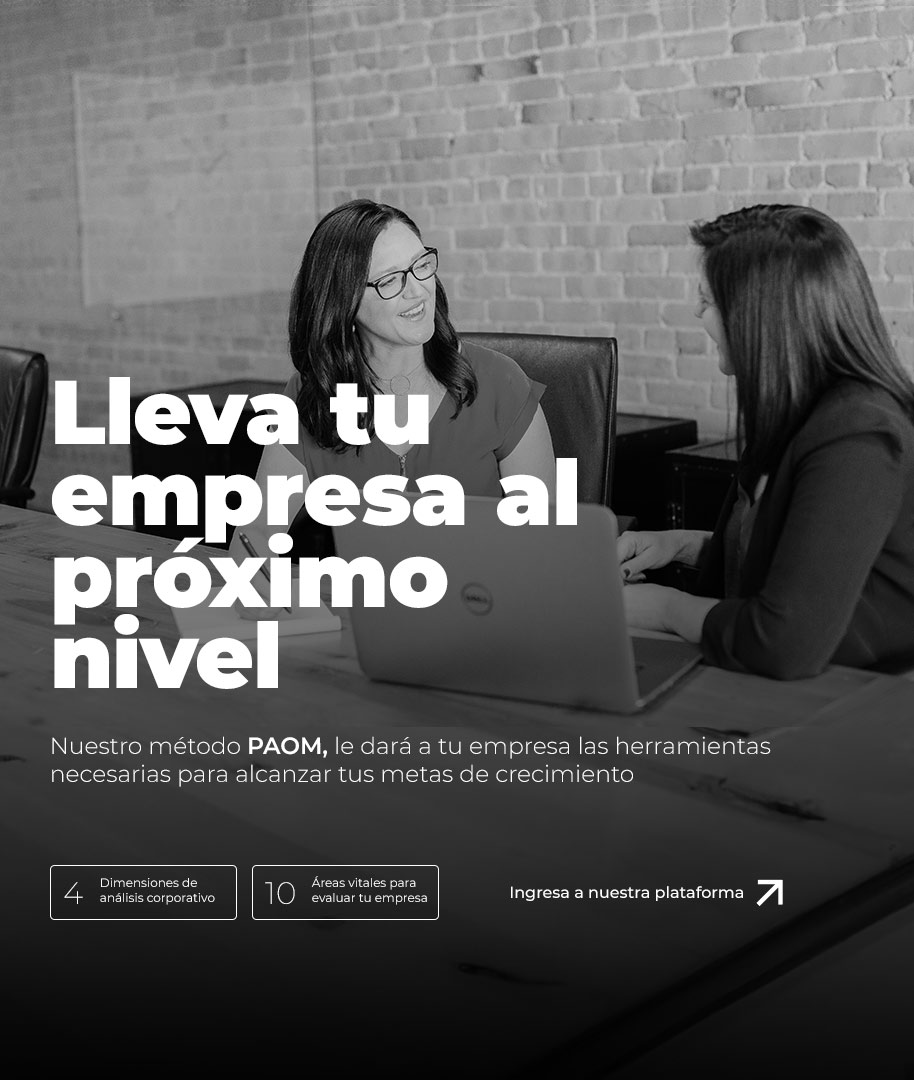 Lleva tu
empresa al
próximo
nivel
Nuestro método PAOM, le dará a tu empresa las herramientas
necesarias para alcanzar tus metas de crecimiento
4 Dimensiones de
análisis corporativo
10 Áreas vitales para
evaluar tu empresa
Ingresa a nuestra plataforma
DELL